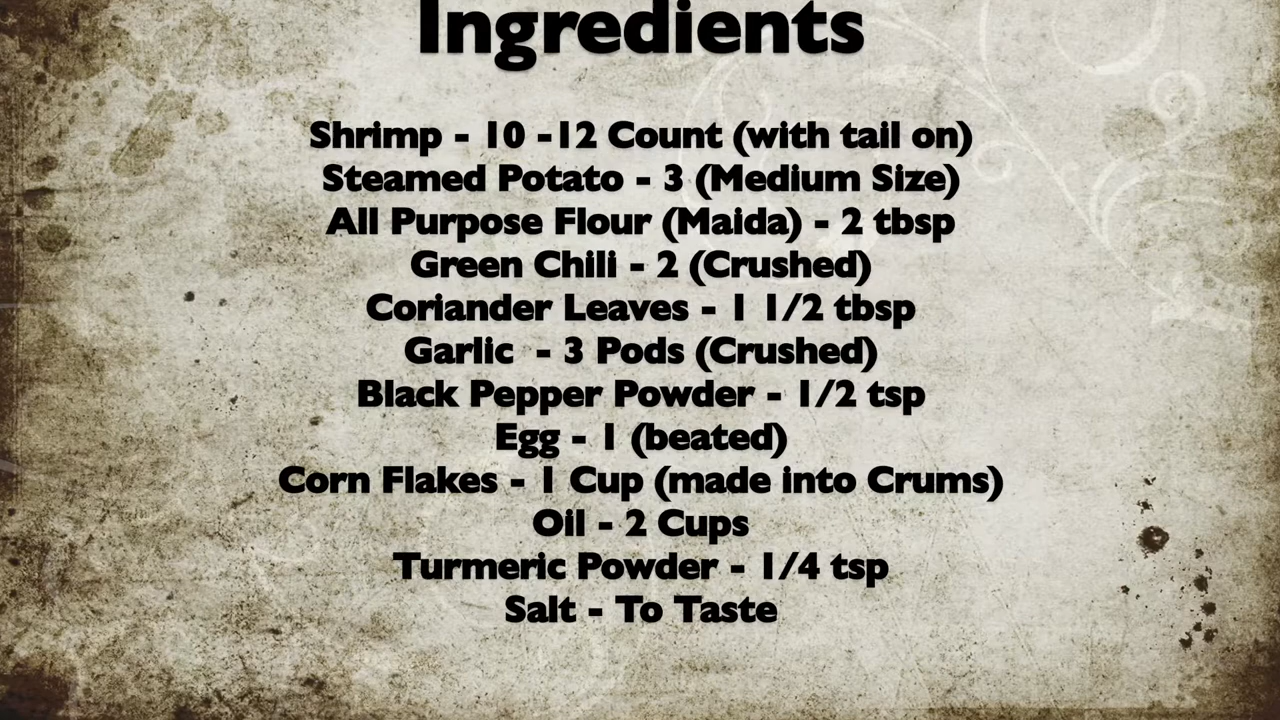 Ingredients
Shrimp - 10 -12 Count (with tail on)
Steamed Potato - 3 (Medium Size)
All Purpose Flour (Maida) - 2 tbsp
Green Chili - 2 (Crushed)
Coriander Leaves - 1 1/2 tbsp
Garlic  - 3 Pods (Crushed)
Black Pepper Powder - 1/2 tsp
Egg - 1 (beated)
Corn Flakes - 1 Cup (made into Crums)
Oil - 2 Cups
Turmeric Powder - 1/4 tsp
Salt - To Taste